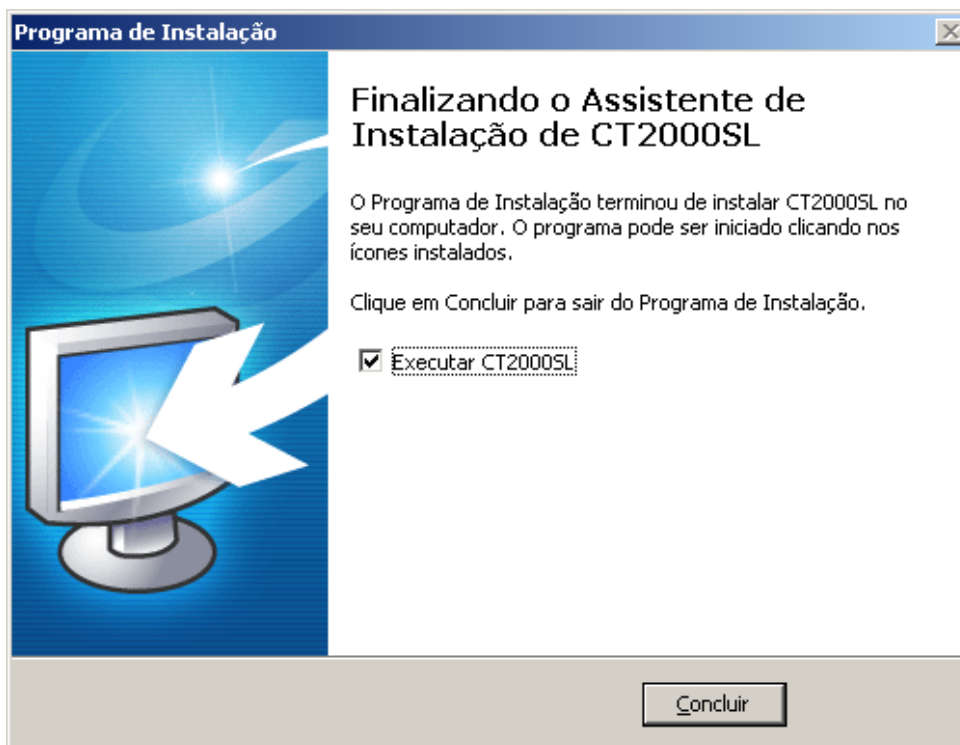 Programa de Instalação
Finalizando o Assistente de
Instalação de CT2000SL
O Programa de Instalação terminou de instalar CT2000SL no
seu computador. O programa pode ser iniciado clicando nos
ícones instalados.
Clique em Concluir para sair do Programa de Instalação.
Executar CT2000SL
Concluir